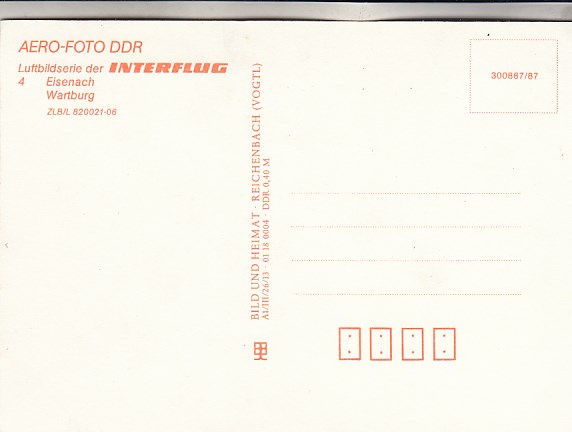 AERO-FOTO DDR
Luftbildserie der INTERFLUG
4 Eisenach
Wartburg
ZLB/L 820021-06
BILD UND HEIMAT · REICHENBACH (VOGTL)
A1/III/26/13 · 01 18 0004 · DDR 0,40 M
300867/87